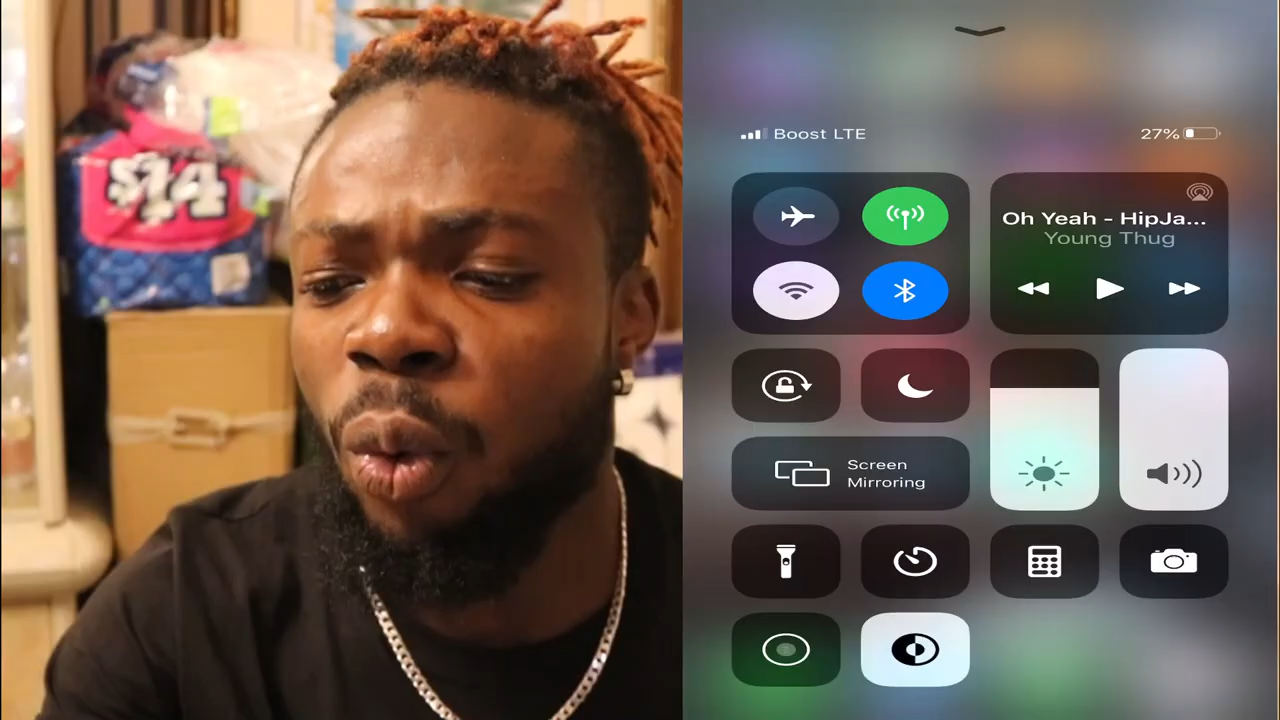 $14
Boost LTE
27%
Oh Yeah - HipJa...
Young Thug
Screen
Mirroring